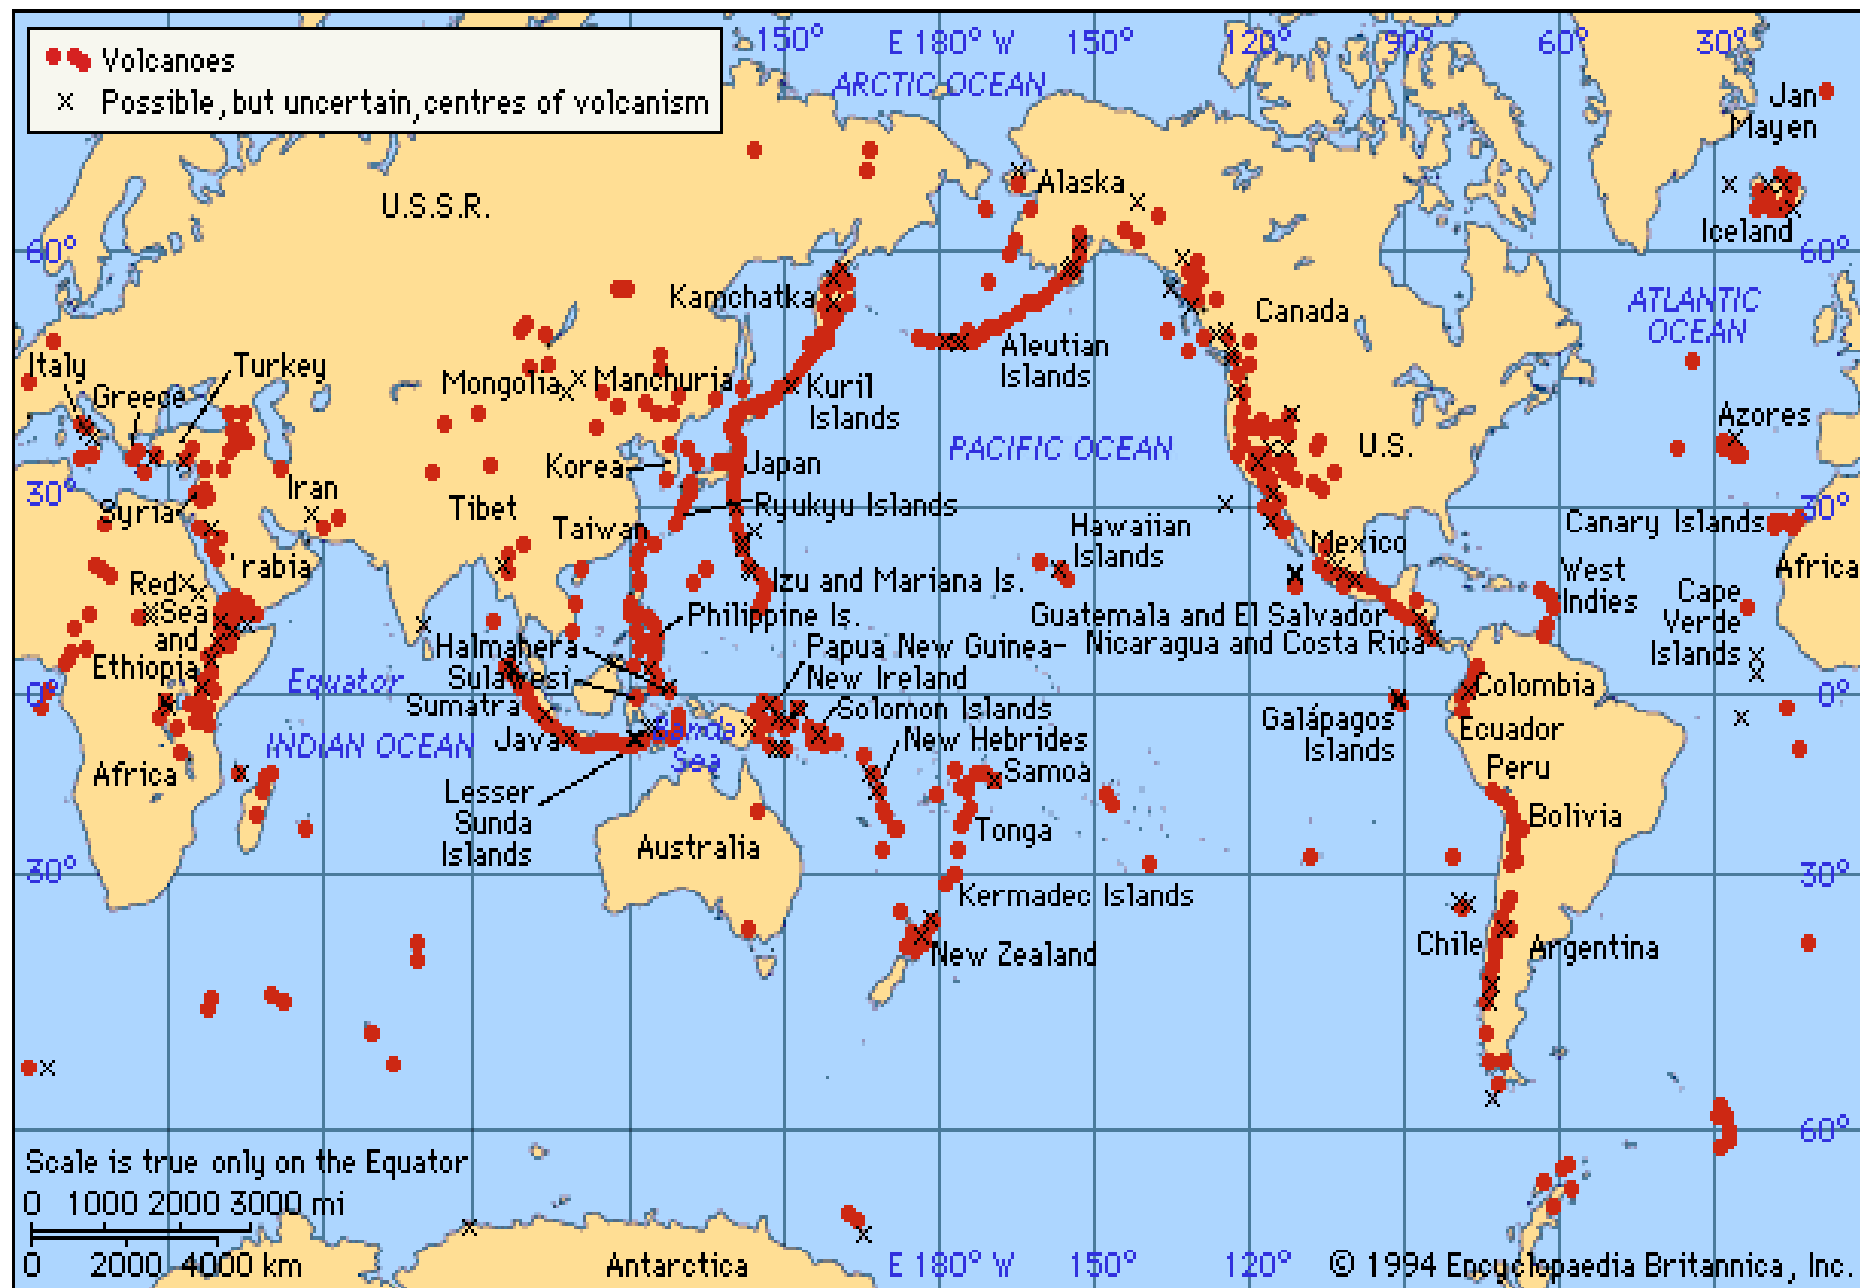 Volcanoes
× Possible, but uncertain, centres of volcanism
150° E 180° W 150° 120° 90° 60° 30°
ARCTIC OCEAN
Jan
Mayen
Alaska
U.S.S.R.
Iceland
60° 60°
Kamchatka
Canada
ATLANTIC
OCEAN
Aleutian
Islands
Italy
Turkey
Greece
Mongolia
Manchuria
Kuril
Islands
Azores
PACIFIC OCEAN
U.S.
Korea
Japan
30° 30°
Iran
Syria
Tibet
Ryukyu Islands
Taiwan
Hawaiian
Islands
Canary Islands
Mexico
'rabia
Red
Sea
and
Ethiopia
Izu and Mariana Is.
West
Indies
Africa
Cape
Verde
Islands
Philippine Is.
Guatemala and El Salvador
Nicaragua and Costa Rica
Halmahera
Papua New Guinea-
New Ireland
Sulawesi
Equator
0° 0°
Sumatra
Solomon Islands
Colombia
Galápagos
Islands
Ecuador
INDIAN OCEAN
Java
Banda
Sea
New Hebrides
Samoa
Peru
Africa
Lesser
Sunda
Islands
Bolivia
Australia
Tonga
30° 30°
Kermadec Islands
New Zealand
Chile
Argentina
60°
Scale is true only on the Equator
0 1000 2000 3000 mi
0 2000 4000 km
Antarctica
E 180° W 150° 120°
© 1994 Encyclopaedia Britannica, Inc.